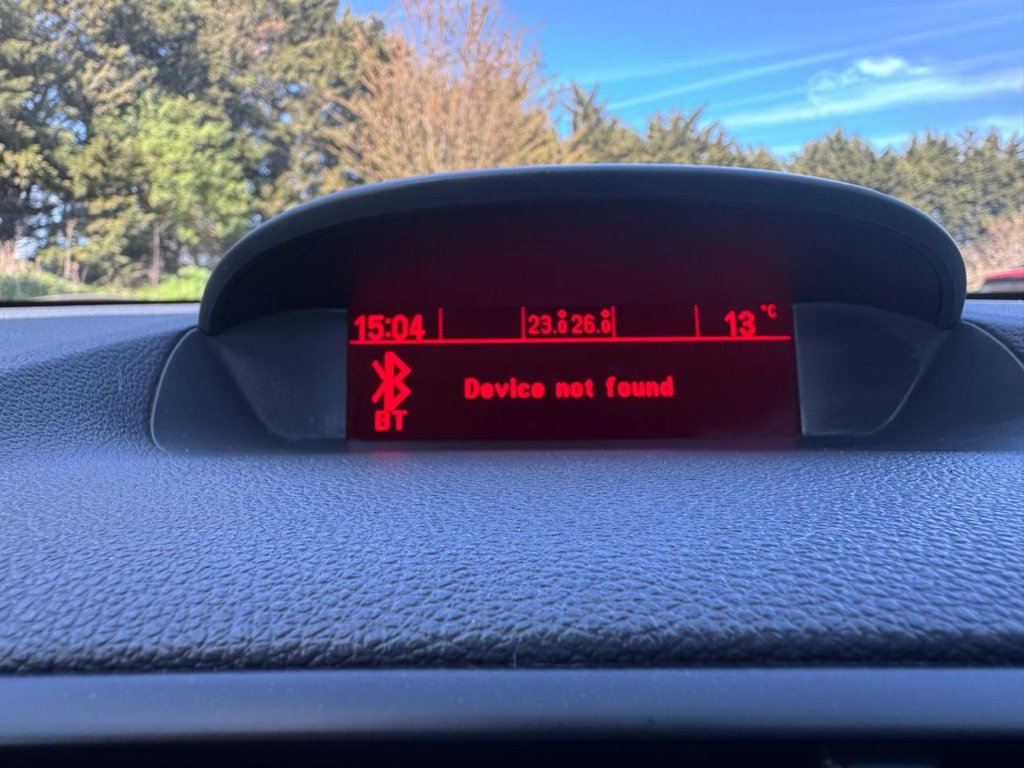 15:04 23.0 26.0 13 °C
Device not found
BT